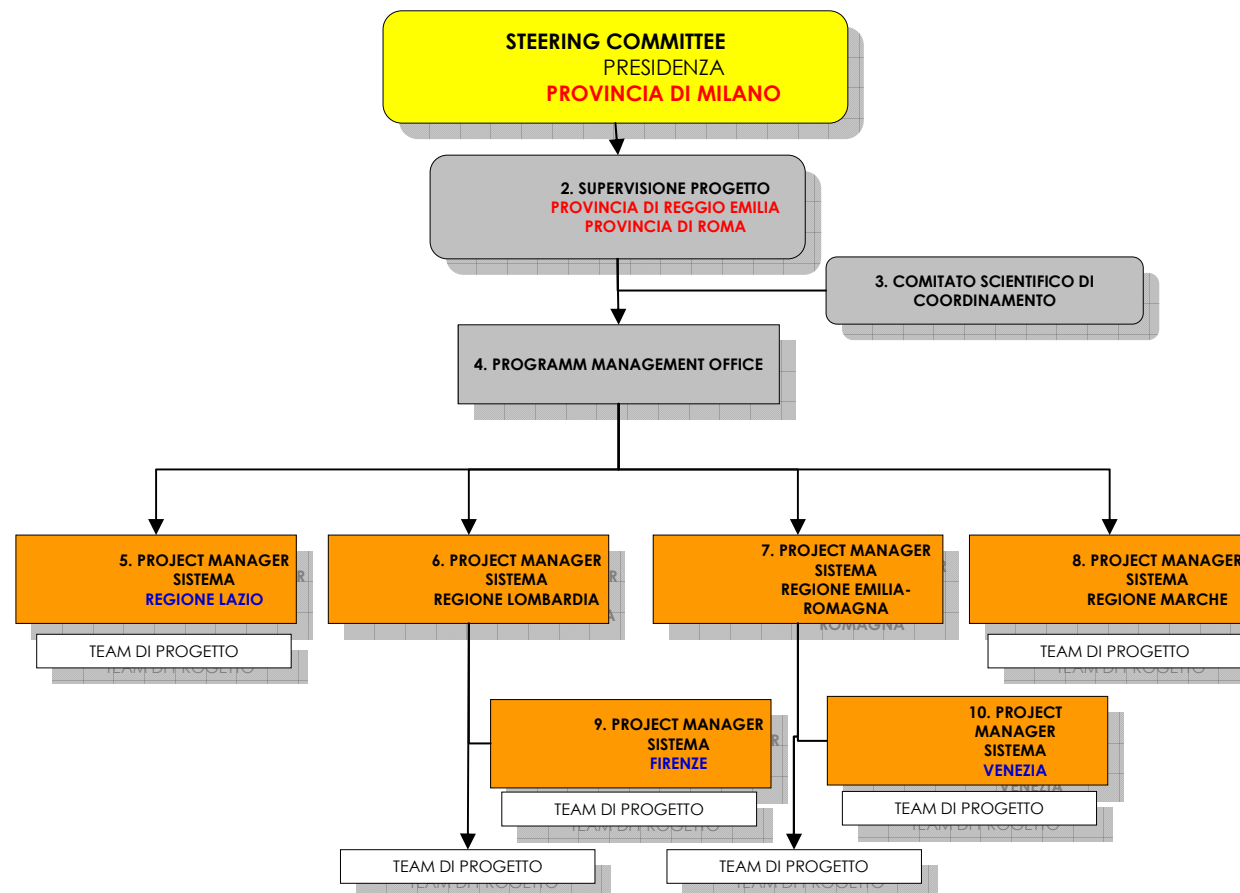 STEERING COMMITTEE
PRESIDENZA
PROVINCIA DI MILANO
2. SUPERVISIONE PROGETTO
PROVINCIA DI REGGIO EMILIA
PROVINCIA DI ROMA
3. COMITATO SCIENTIFICO DI
COORDINAMENTO
4. PROGRAMM MANAGEMENT OFFICE
5. PROJECT MANAGER
SISTEMA
REGIONE LAZIO
TEAM DI PROGETTO
6. PROJECT MANAGER
SISTEMA
REGIONE LOMBARDIA
7. PROJECT MANAGER
SISTEMA
REGIONE EMILIA-
ROMAGNA
8. PROJECT MANAGER
SISTEMA
REGIONE MARCHE
TEAM DI PROGETTO
9. PROJECT MANAGER
SISTEMA
FIRENZE
TEAM DI PROGETTO
10. PROJECT
MANAGER
SISTEMA
VENEZIA
TEAM DI PROGETTO
TEAM DI PROGETTO
TEAM DI PROGETTO